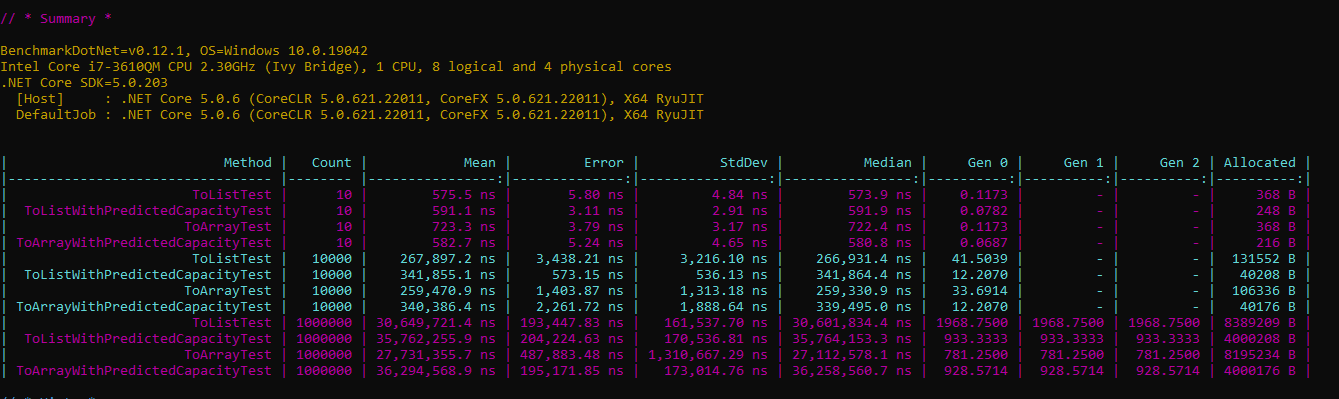 // * Summary *
BenchmarkDotNet=v0.12.1, OS=Windows 10.0.19042
Intel Core i7-3610QM CPU 2.30GHz (Ivy Bridge), 1 CPU, 8 logical and 4 physical cores
.NET Core SDK=5.0.203
[Host]     : .NET Core 5.0.6 (CoreCLR 5.0.621.22011, CoreFX 5.0.621.22011), X64 RyuJIT
DefaultJob : .NET Core 5.0.6 (CoreCLR 5.0.621.22011, CoreFX 5.0.621.22011), X64 RyuJIT
| Method | Count | Mean | Error | StdDev | Median | Gen 0 | Gen 1 | Gen 2 | Allocated |
|--------------------------------- |-------- |----------------:|--------------:|----------------:|----------------:|----------:|----------:|----------:|----------:|
| ToListTest | 10 | 575.5 ns | 5.80 ns | 4.84 ns | 573.9 ns | 0.1173 | - | - | 368 B |
| ToListWithPredictedCapacityTest | 10 | 591.1 ns | 3.11 ns | 2.91 ns | 591.9 ns | 0.0782 | - | - | 248 B |
| ToArrayTest | 10 | 723.3 ns | 3.79 ns | 3.17 ns | 722.4 ns | 0.1173 | - | - | 368 B |
| ToArrayWithPredictedCapacityTest | 10 | 582.7 ns | 5.24 ns | 4.65 ns | 580.8 ns | 0.0687 | - | - | 216 B |
| ToListTest | 10000 | 267,897.2 ns | 3,438.21 ns | 3,216.10 ns | 266,931.4 ns | 41.5039 | - | - | 131552 B |
| ToListWithPredictedCapacityTest | 10000 | 341,855.1 ns | 573.15 ns | 536.13 ns | 341,864.4 ns | 12.2070 | - | - | 40208 B |
| ToArrayTest | 10000 | 259,470.9 ns | 1,403.87 ns | 1,313.18 ns | 259,330.9 ns | 33.6914 | - | - | 106336 B |
| ToArrayWithPredictedCapacityTest | 10000 | 340,386.4 ns | 2,261.72 ns | 1,888.64 ns | 339,495.0 ns | 12.2070 | - | - | 40176 B |
| ToListTest | 1000000 | 30,649,721.4 ns | 193,447.83 ns | 161,537.70 ns | 30,601,834.4 ns | 1968.7500 | 1968.7500 | 1968.7500 | 8389209 B |
| ToListWithPredictedCapacityTest | 1000000 | 35,762,255.9 ns | 204,224.63 ns | 170,536.81 ns | 35,764,153.3 ns | 933.3333 | 933.3333 | 933.3333 | 4000208 B |
| ToArrayTest | 1000000 | 27,731,355.7 ns | 487,883.48 ns | 1,310,667.29 ns | 27,112,578.1 ns | 781.2500 | 781.2500 | 781.2500 | 8195234 B |
| ToArrayWithPredictedCapacityTest | 1000000 | 36,294,568.9 ns | 195,171.85 ns | 173,014.76 ns | 36,258,560.7 ns | 928.5714 | 928.5714 | 928.5714 | 4000176 B |